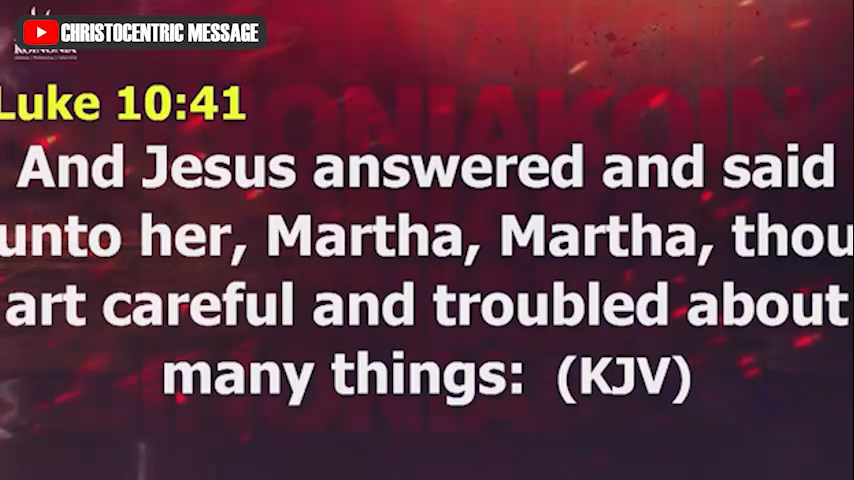 CHRISTOCENTRIC MESSAGE
KOINONIA
Luke 10:41
And Jesus answered and said
unto her, Martha, Martha, thou
art careful and troubled about
many things: (KJV)